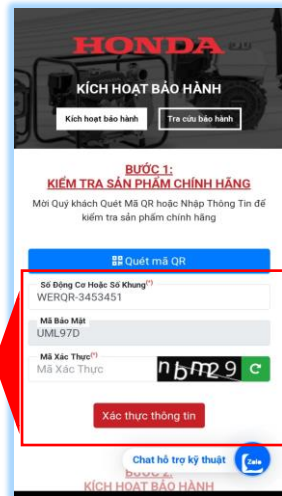 HONDA
KÍCH HOẠT BẢO HÀNH
Kích hoạt bảo hành
Tra cứu bảo hành
BƯỚC 1:
KIỂM TRA SẢN PHẨM CHÍNH HÃNG
Mời Quý khách Quét Mã QR hoặc Nhập Thông Tin để
kiểm tra sản phẩm chính hãng
Quét mã QR
Số Động Cơ Hoặc Số Khung(*)
WERQR-3453451
Mã Bảo Mật
UML97D
Mã Xác Thực(*)
Mã Xác Thực
nbm29
Xác thực thông tin
Chat hỗ trợ kỹ thuật
Zalo
BƯỚC 2:
KÍCH HOẠT BẢO HÀNH